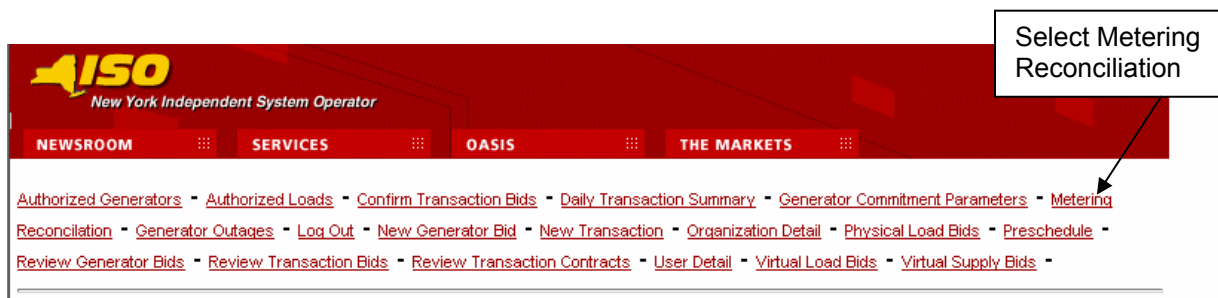 Select Metering
Reconciliation
ISO
New York Independent System Operator
NEWSROOM SERVICES OASIS THE MARKETS
Authorized Generators - Authorized Loads - Confirm Transaction Bids - Daily Transaction Summary - Generator Commitment Parameters - Metering
Reconcilation - Generator Outages - Log Out - New Generator Bid - New Transaction - Organization Detail - Physical Load Bids - Preschedule -
Review Generator Bids - Review Transaction Bids - Review Transaction Contracts - User Detail - Virtual Load Bids - Virtual Supply Bids -